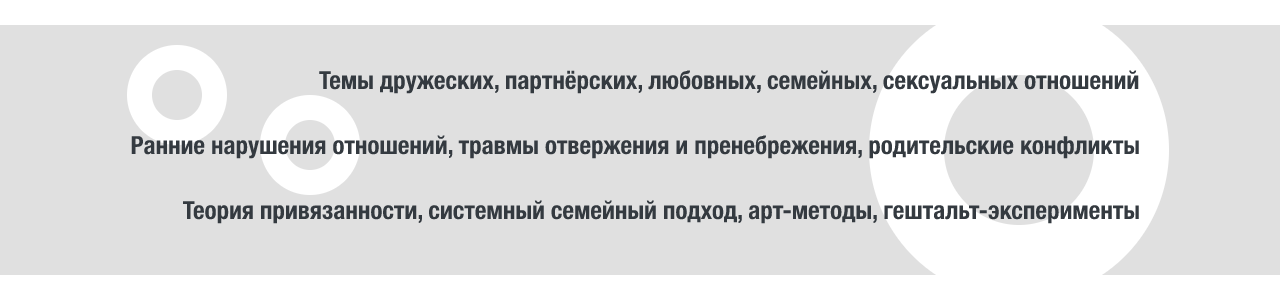 Темы дружеских, партнёрских, любовных, семейных, сексуальных отношений
Ранние нарушения отношений, травмы отвержения и пренебрежения, родительские конфликты
Теория привязанности, системный семейный подход, арт-методы, гештальт-эксперименты